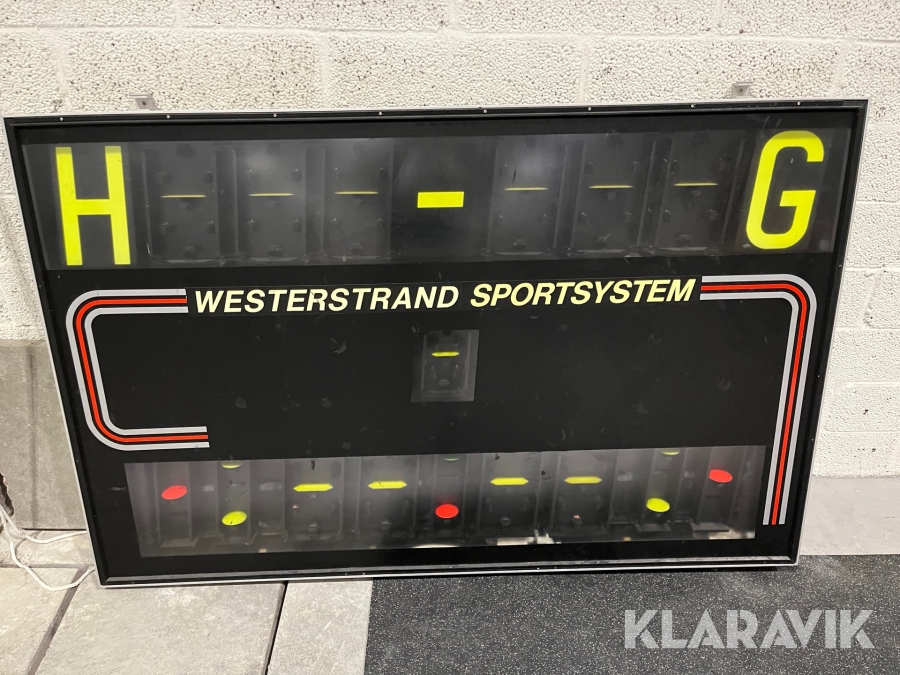 H - G
WESTERSTRAND SPORTSYSTEM
KLARAVIK